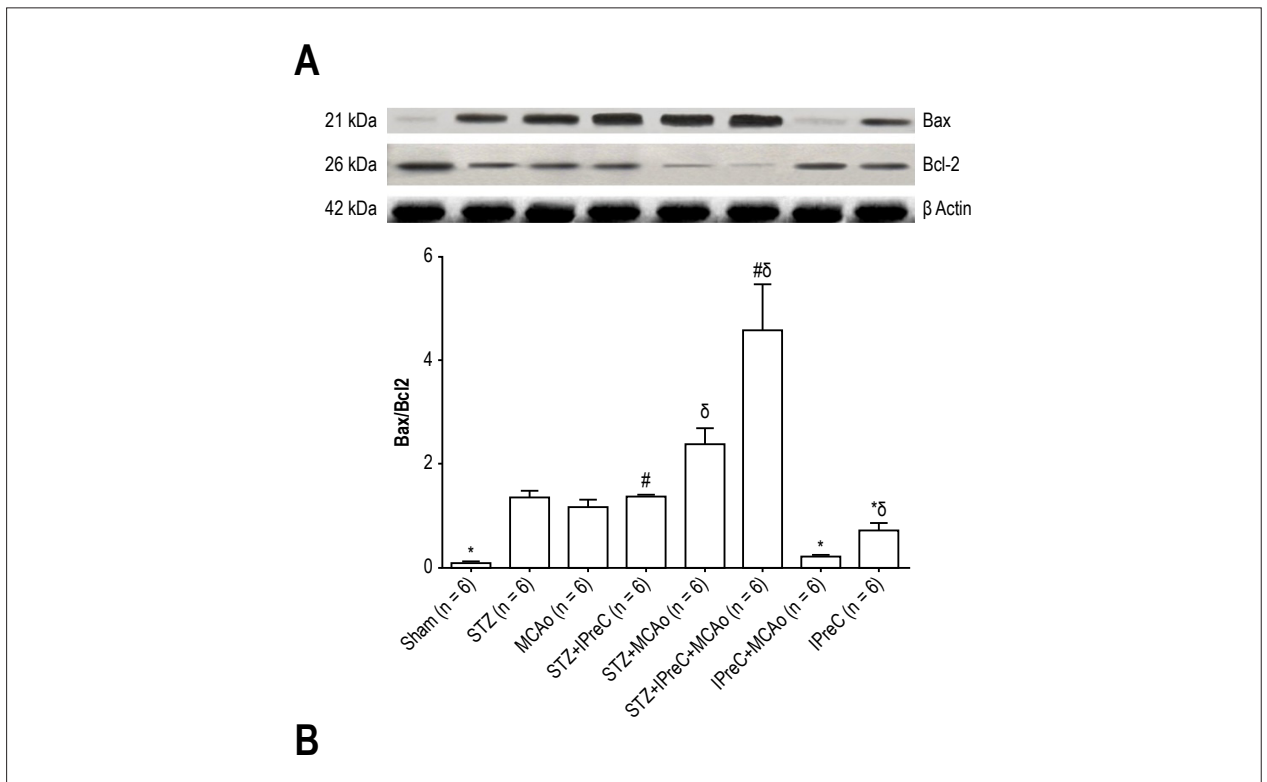 A
21 kDa Bax
26 kDa Bcl-2
42 kDa β Actin
6
4
2
0
Bax/Bcl2
*
#
δ
#δ
*
*δ
Sham (n = 6)
STZ (n = 6)
MCAo (n = 6)
STZ+IPreC (n = 6)
STZ+MCAo (n = 6)
STZ+IPreC+MCAo (n = 6)
IPreC+MCAo (n = 6)
IPreC (n = 6)
B